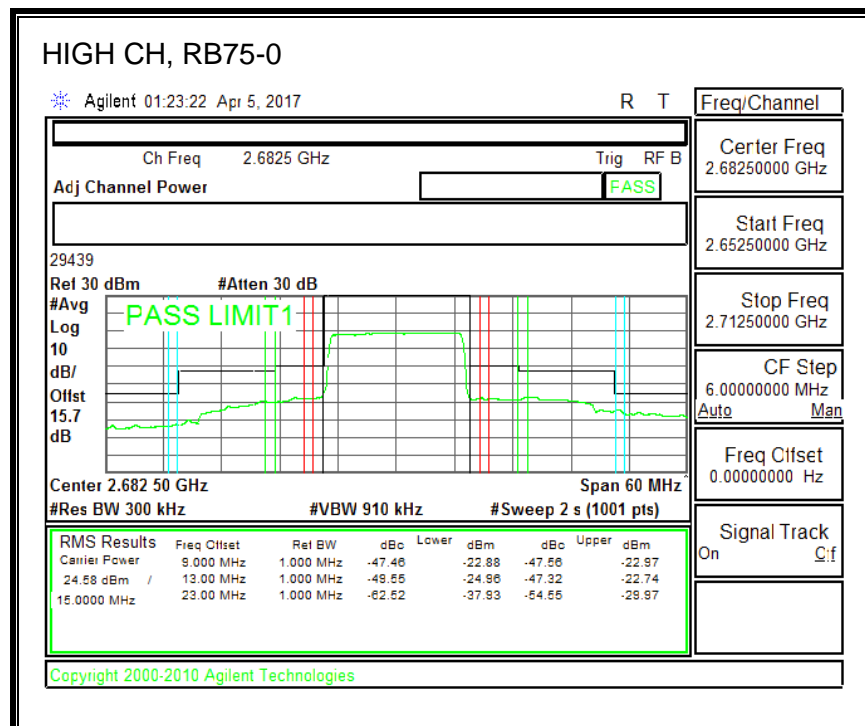 HIGH CH, RB75-0
Agilent 01:23:22 Apr 5, 2017 R T
Freq/Channel
Ch Freq 2.6825 GHz Trig RF B
Adj Channel Power
PASS
Center Freq
2.68250000 GHz
Start Freq
2.65250000 GHz
29439
Ref 30 dBm #Atten 30 dB
#Avg
Log
10
dB/
Offst
15.7
dB
PASS LIMIT1
Stop Freq
2.71250000 GHz
CF Step
6.00000000 MHz
Auto Man
Freq Offset
0.00000000 Hz
Center 2.682 50 GHz Span 60 MHz
#Res BW 300 kHz #VBW 910 kHz #Sweep 2 s (1001 pts)
Signal Track
On Off
RMS Results Freq Offset Ref BW dBc Lower dBm dBc Upper dBm
Carrier Power 9.000 MHz 1.000 MHz -47.46 -22.88 -47.56 -22.97
24.58 dBm / 13.00 MHz 1.000 MHz -49.55 -24.96 -47.32 -22.74
15.0000 MHz 23.00 MHz 1.000 MHz -62.52 -37.93 -54.55 -29.97
Copyright 2000-2010 Agilent Technologies